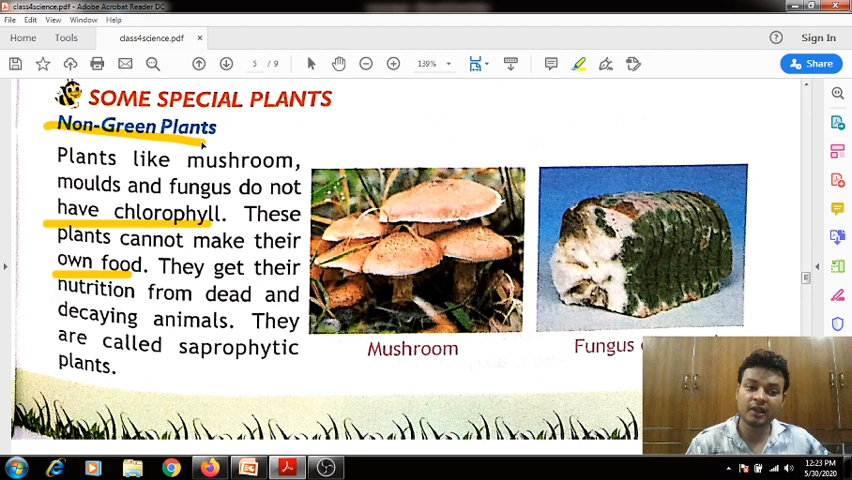 class4science.pdf - Adobe Acrobat Reader DC
File Edit View Window Help
Home Tools class4science.pdf × Sign In
5 / 9 139% Share
SOME SPECIAL PLANTS
Non-Green Plants
Plants like mushroom,
moulds and fungus do not
have chlorophyll. These
plants cannot make their
own food. They get their
nutrition from dead and
decaying animals. They
are called saprophytic
plants.
Mushroom
Fungus
12:23 PM
5/30/2020